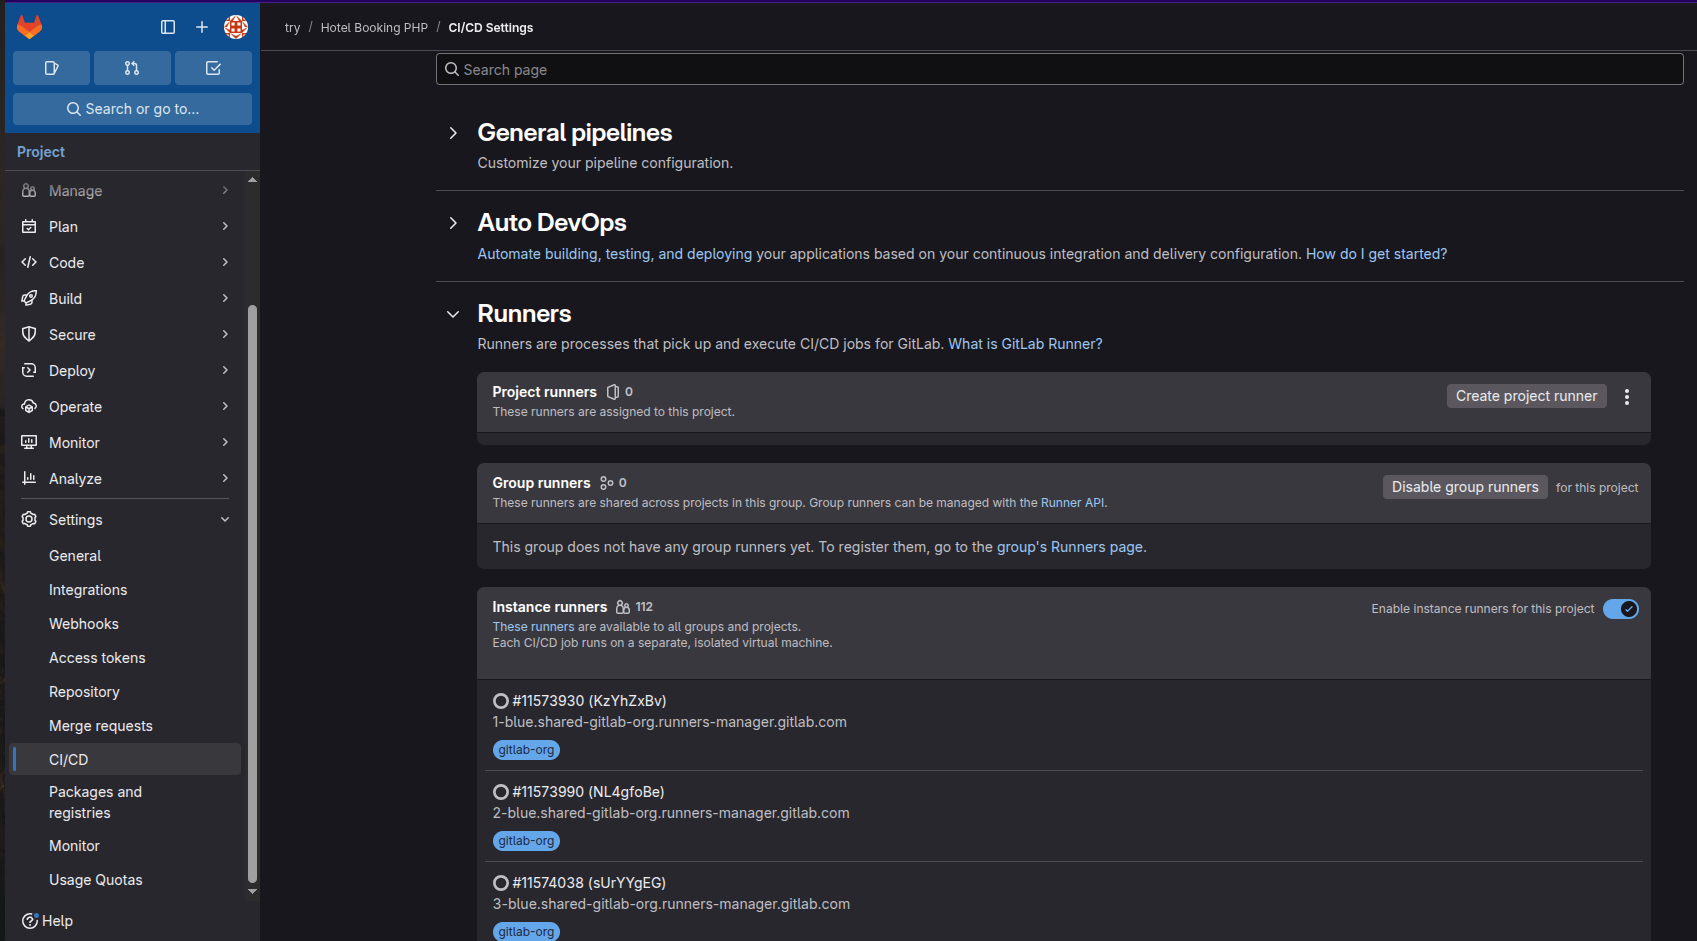 try / Hotel Booking PHP / CI/CD Settings
Search or go to...
Project
Manage
Plan
Code
Build
Secure
Deploy
Operate
Monitor
Analyze
Settings
General
Integrations
Webhooks
Access tokens
Repository
Merge requests
CI/CD
Packages and
registries
Monitor
Usage Quotas
Help
Search page
General pipelines
Customize your pipeline configuration.
Auto DevOps
Automate building, testing, and deploying your applications based on your continuous integration and delivery configuration. How do I get started?
Runners
Runners are processes that pick up and execute CI/CD jobs for GitLab. What is GitLab Runner?
Project runners 0
These runners are assigned to this project.
Create project runner
Group runners 0
These runners are shared across projects in this group. Group runners can be managed with the Runner API.
Disable group runners for this project
This group does not have any group runners yet. To register them, go to the group's Runners page.
Instance runners 112
These runners are available to all groups and projects.
Each CI/CD job runs on a separate, isolated virtual machine.
Enable instance runners for this project
#11573930 (KzYhZxBv)
1-blue.shared-gitlab-org.runners-manager.gitlab.com
gitlab-org
#11573990 (NL4gfoBe)
2-blue.shared-gitlab-org.runners-manager.gitlab.com
gitlab-org
#11574038 (sUrYYgEG)
3-blue.shared-gitlab-org.runners-manager.gitlab.com
gitlab-org